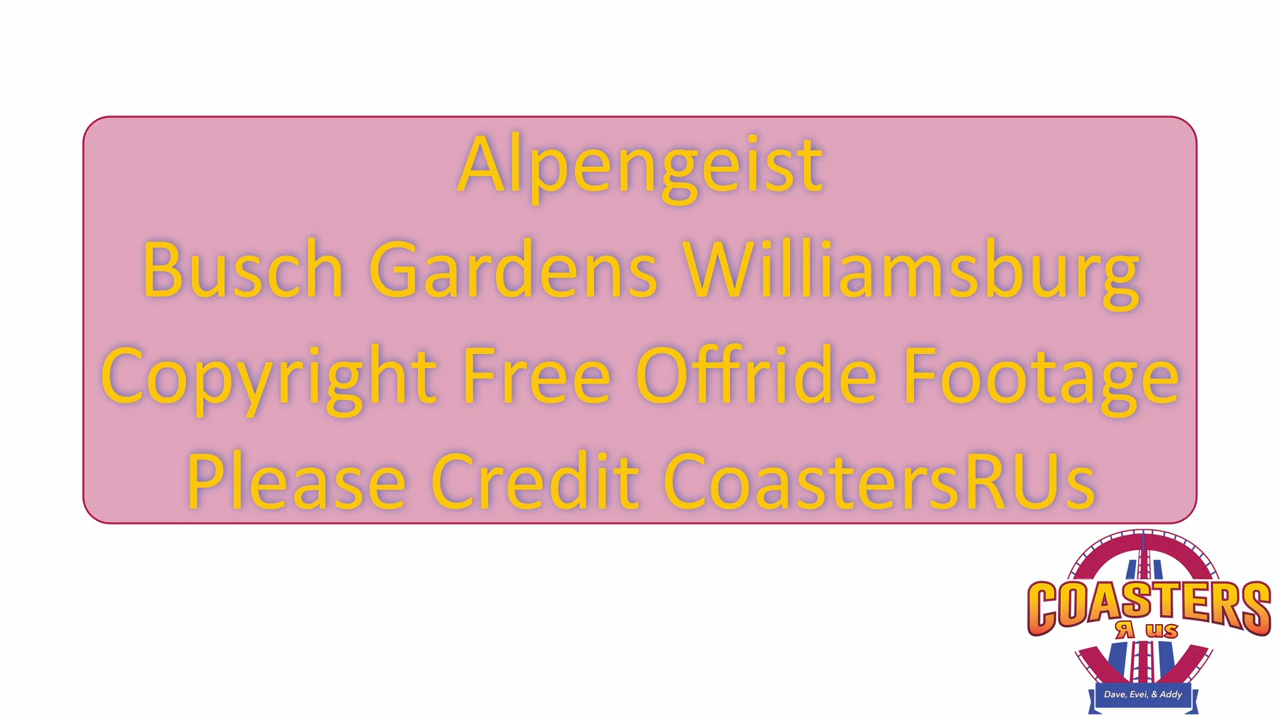 Alpengeist
Busch Gardens Williamsburg
Copyright Free Offride Footage
Please Credit CoastersRUs
COASTERS
Я us
Dave, Evei, & Addy